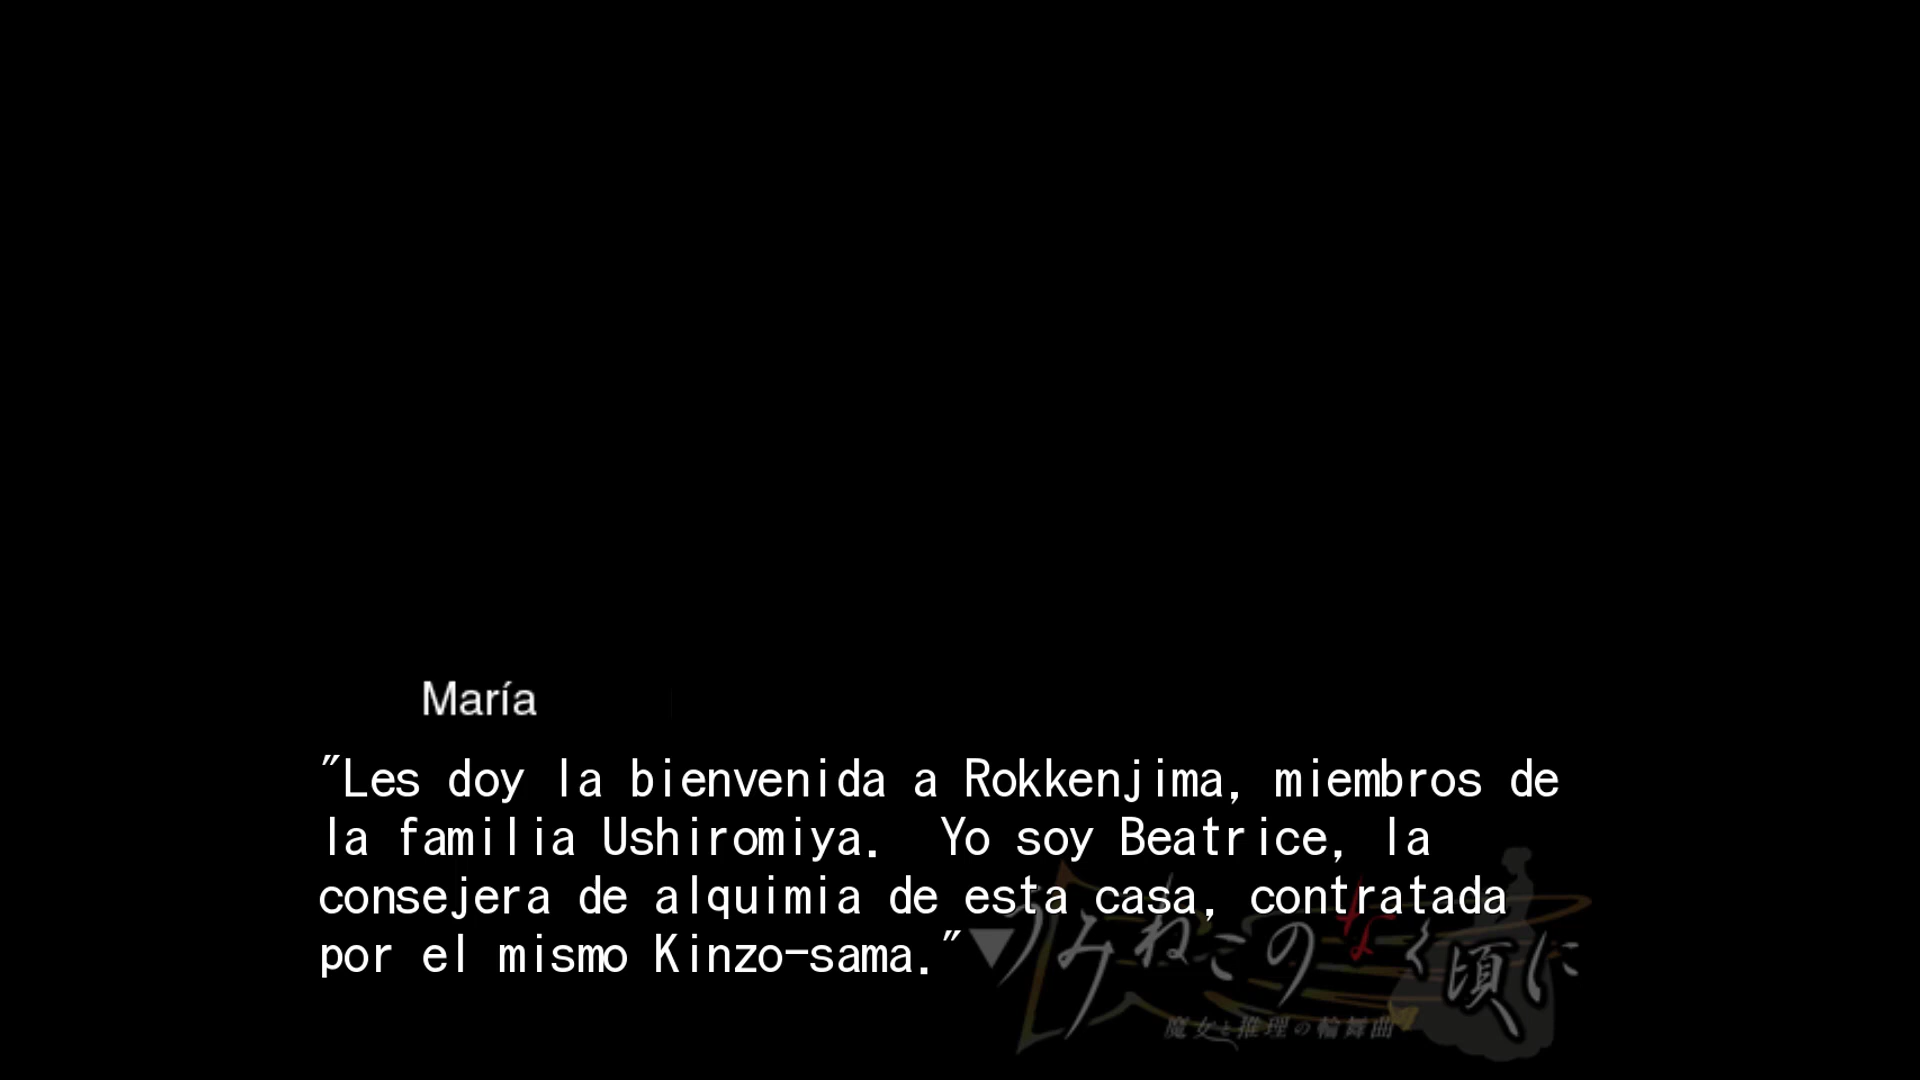 María
"Les doy la bienvenida a Rokkenjima, miembros de
la familia Ushiromiya.  Yo soy Beatrice, la
consejera de alquimia de esta casa, contratada
por el mismo Kinzo-sama."
うみねこのなく頃に
魔女と推理の輪舞曲